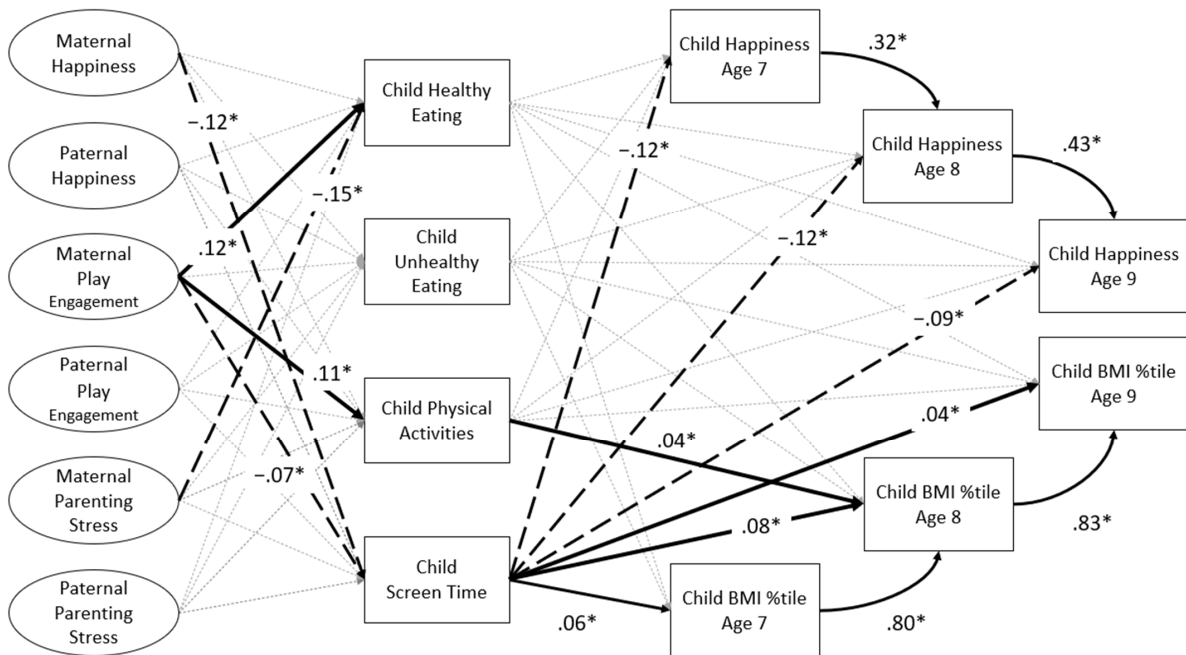 Maternal
Happiness
Paternal
Happiness
Maternal
Play
Engagement
Paternal
Play
Engagement
Maternal
Parenting
Stress
Paternal
Parenting
Stress
−.12*
−.15*
.12*
.11*
−.07*
Child Healthy
Eating
Child
Unhealthy
Eating
Child Physical
Activities
Child
Screen Time
−.12*
−.12*
−.09*
.04*
.04*
.08*
.06*
Child Happiness
Age 7
.32*
Child Happiness
Age 8
.43*
Child Happiness
Age 9
Child BMI %tile
Age 9
Child BMI %tile
Age 8
.83*
Child BMI %tile
Age 7
.80*